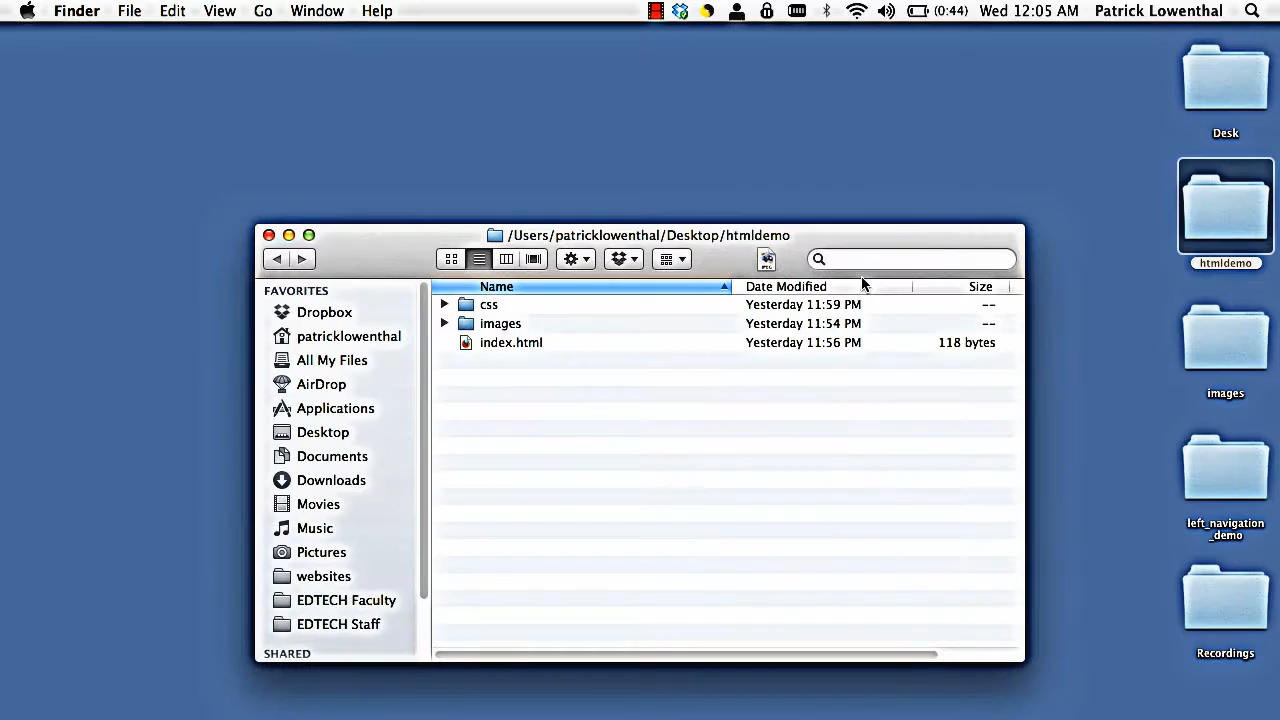 Finder File Edit View Go Window Help (0:44) Wed 12:05 AM Patrick Lowenthal
Desk
htmldemo
images
left_navigation
_demo
Recordings
/Users/patricklowenthal/Desktop/htmldemo
JPEG
Name Date Modified Size
css Yesterday 11:59 PM --
images Yesterday 11:54 PM --
index.html Yesterday 11:56 PM 118 bytes
FAVORITES
Dropbox
patricklowenthal
All My Files
AirDrop
Applications
Desktop
Documents
Downloads
Movies
Music
Pictures
websites
EDTECH Faculty
EDTECH Staff
SHARED